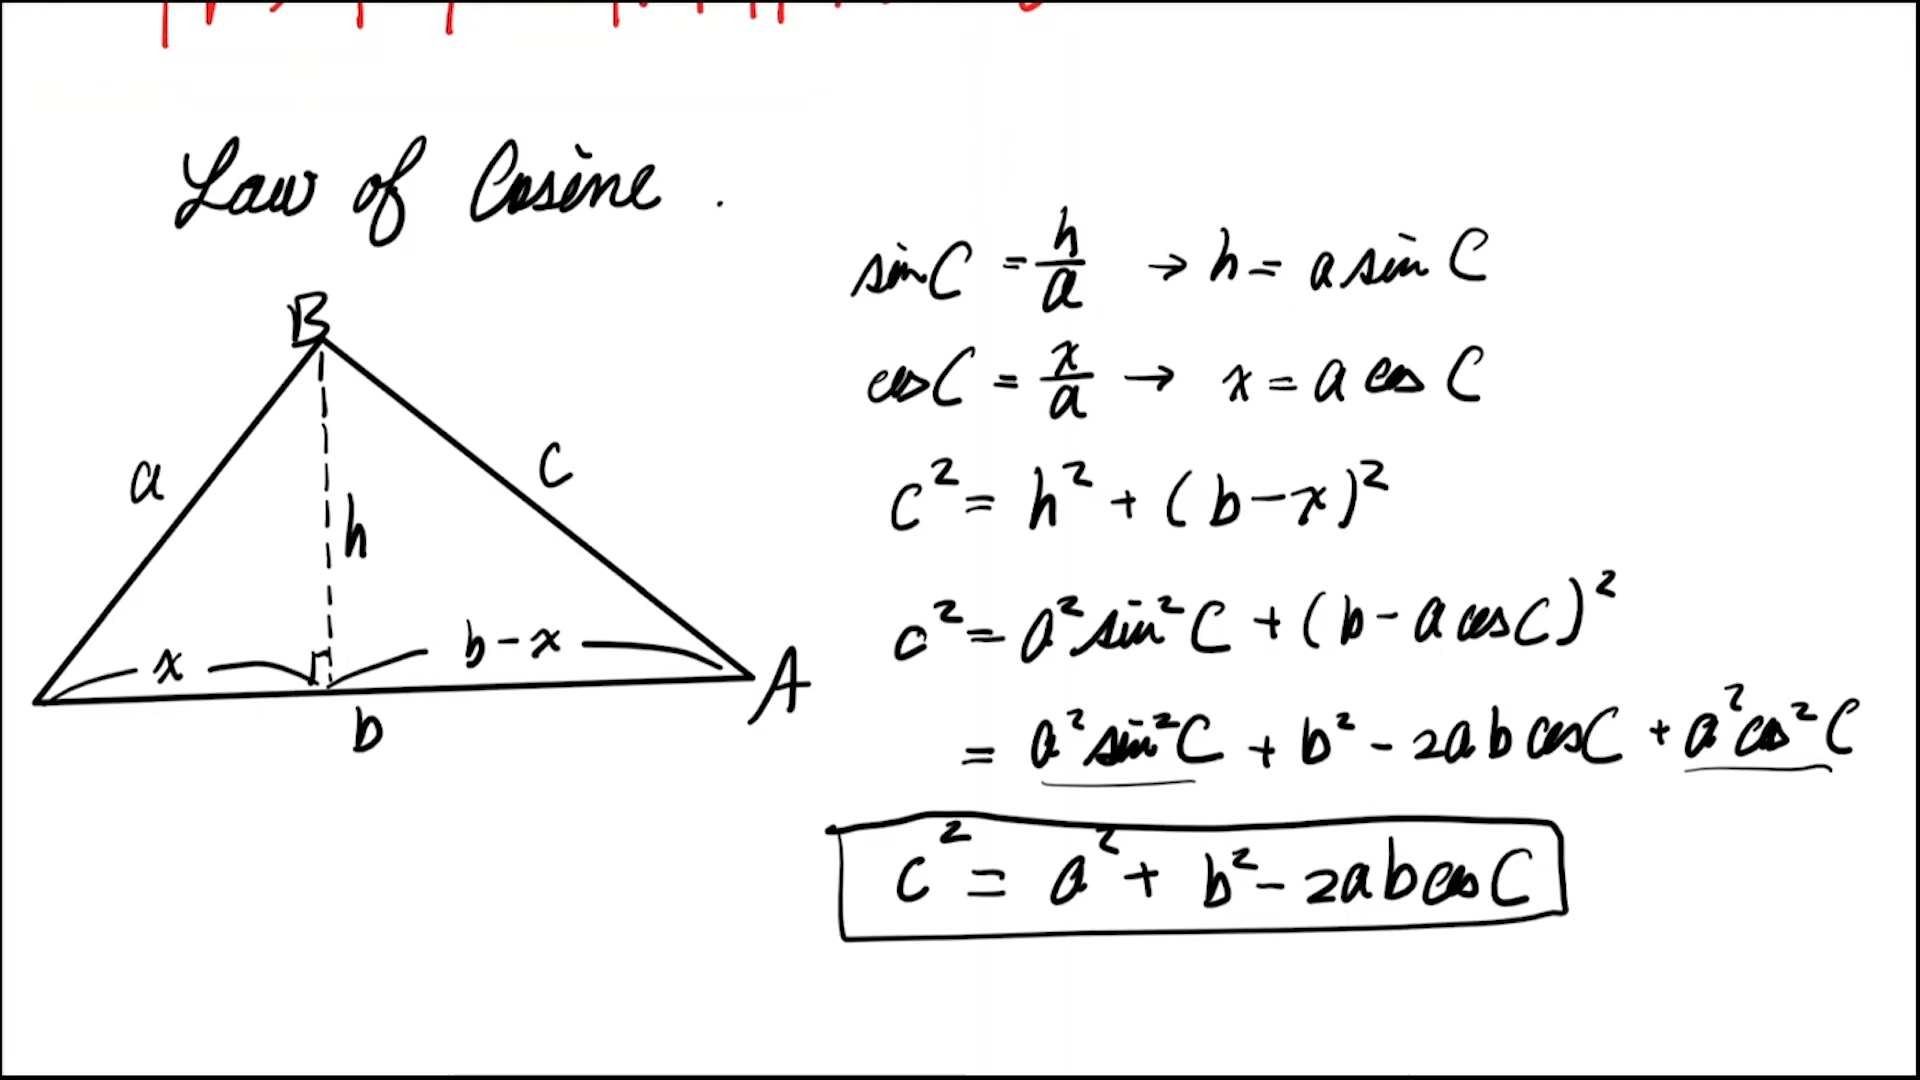 Law of Cosine .
sin C = h/a → h = a sin C
cos C = x/a → x = a cos C
c² = h² + (b-x)²
c² = a² sin² C + (b - a cos C)²
= a² sin² C + b² - 2ab cos C + a² cos² C
c² = a² + b² - 2ab cos C
B
a
c
h
x
b-x
A
b